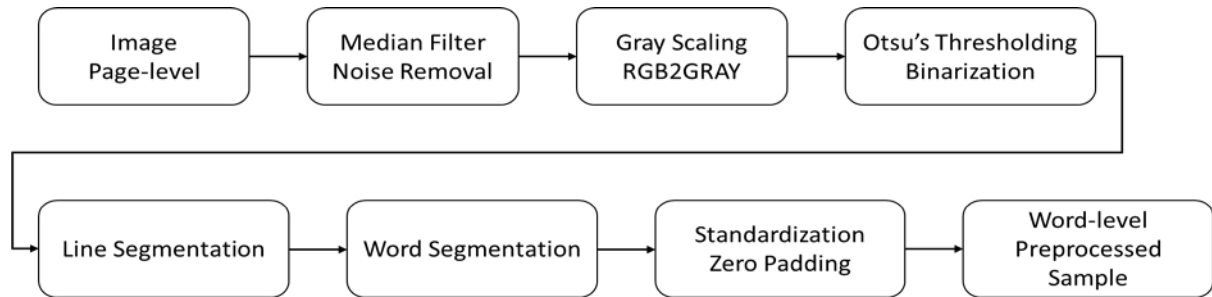 Image
Page-level
Median Filter
Noise Removal
Gray Scaling
RGB2GRAY
Otsu's Thresholding
Binarization
Line Segmentation
Word Segmentation
Standardization
Zero Padding
Word-level
Preprocessed
Sample